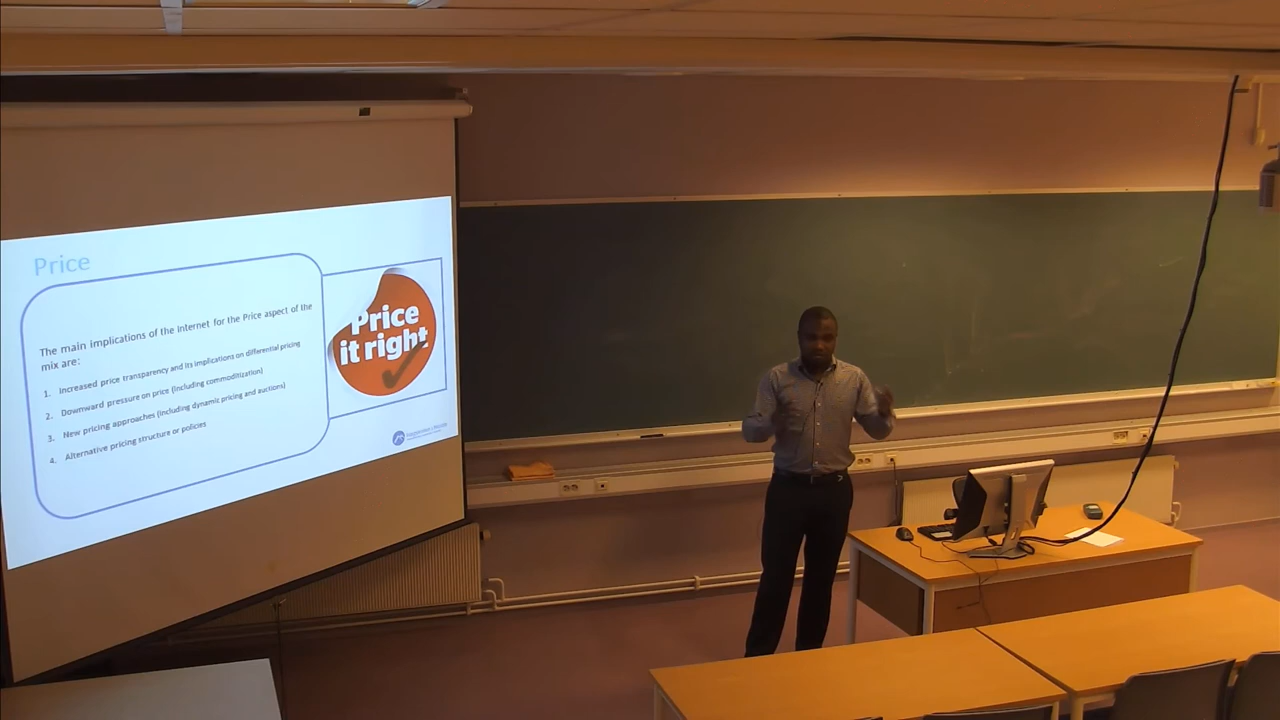 Price
The main implications of the Internet for the Price aspect of the
mix are:
1. Increased price transparency and its implications on differential pricing
2. Downward pressure on price (including commoditization)
3. New pricing approaches (including dynamic pricing and auctions)
4. Alternative pricing structure or policies
Price
it right